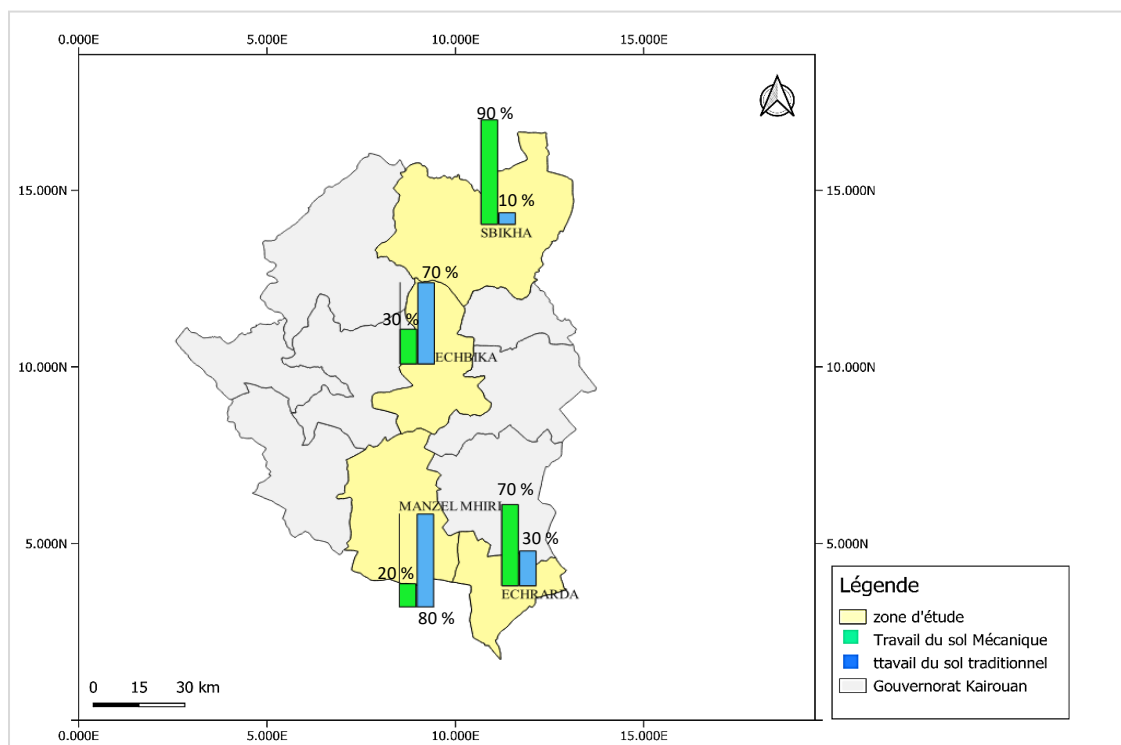 0.000E 5.000E 10.000E 15.000E
90 %
15.000N 15.000N
10 %
SBIKHA
70 %
30 %
ECHBIKA
10.000N 10.000N
70 %
MANZEL MHIRI
30 %
5.000N 5.000N
20 %
ECHRARDA
80 %
Légende
zone d'étude
Travail du sol Mécanique
ttavail du sol traditionnel
Gouvernorat Kairouan
0 15 30 km
0.000E 5.000E 10.000E 15.000E